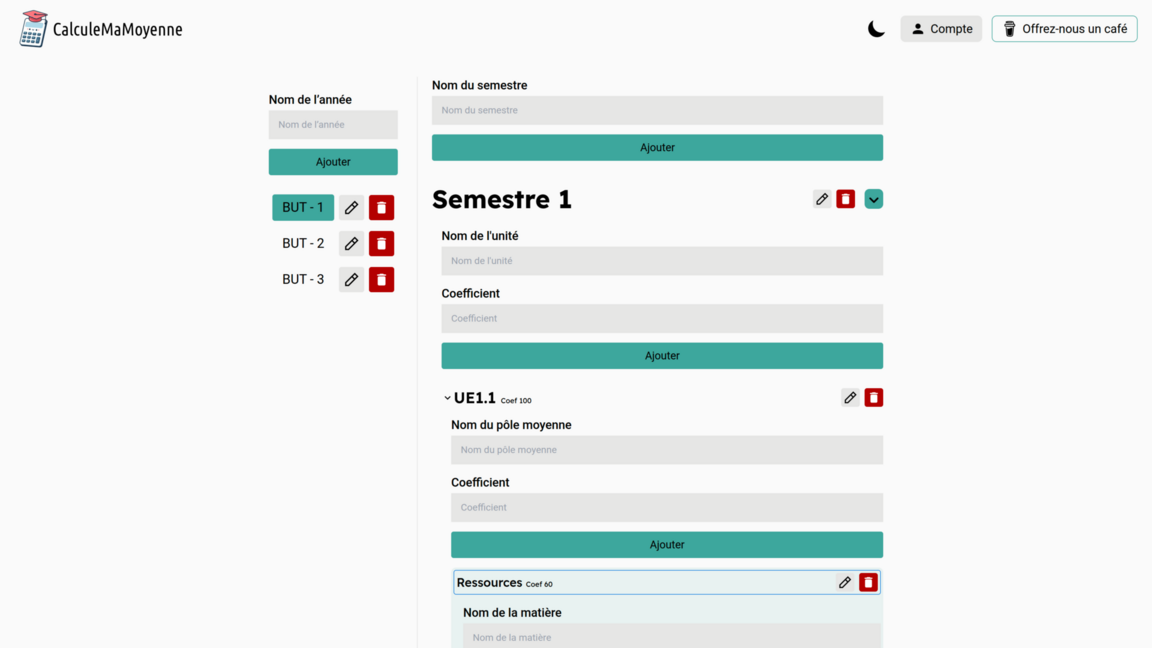 CalculeMaMoyenne
Compte
Offrez-nous un café
Nom de l'année
Nom de l'année
Ajouter
BUT - 1
BUT - 2
BUT - 3
Nom du semestre
Nom du semestre
Ajouter
Semestre 1
Nom de l'unité
Nom de l'unité
Coefficient
Coefficient
Ajouter
UE1.1 Coef 100
Nom du pôle moyenne
Nom du pôle moyenne
Coefficient
Coefficient
Ajouter
Ressources Coef 60
Nom de la matière
Nom de la matière